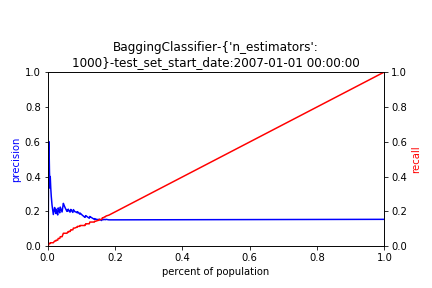 BaggingClassifier-{'n_estimators':
1000}-test_set_start_date:2007-01-01 00:00:00
1.0
0.8
0.6
0.4
0.2
0.0
precision
1.0
0.8
0.6
0.4
0.2
0.0
recall
0.0 0.2 0.4 0.6 0.8 1.0
percent of population